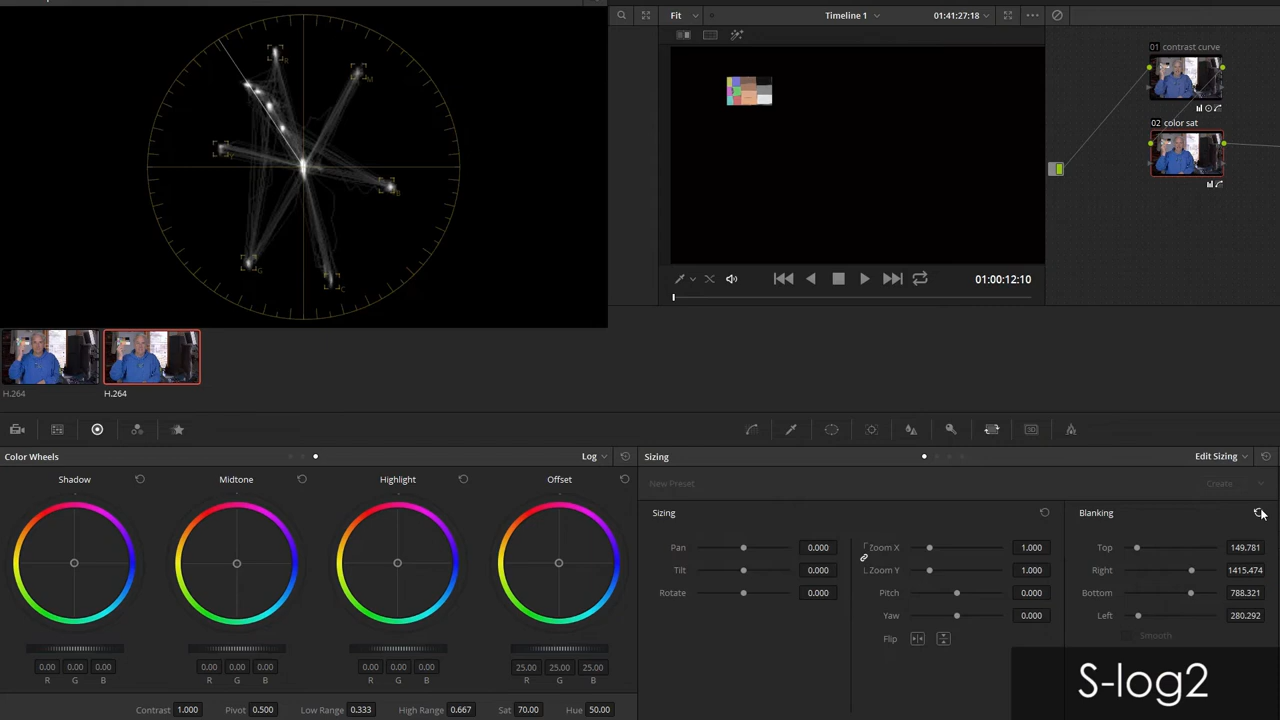 Fit
Timeline 1
01:41:27:18
01 contrast curve
02 color sat
R
M
Y
B
G
C
01:00:12:10
H.264
H.264
Color Wheels
Log
Sizing
Edit Sizing
New Preset
Create
Shadow
Midtone
Highlight
Offset
Sizing
Blanking
Pan 0.000
Zoom X 1.000
Top 149.781
Tilt 0.000
Zoom Y 1.000
Right 1415.474
Rotate 0.000
Pitch 0.000
Bottom 788.321
Yaw 0.000
Left 280.292
Flip
Smooth
0.00 0.00 0.00
R G B
0.00 0.00 0.00
R G B
0.00 0.00 0.00
R G B
25.00 25.00 25.00
R G B
Contrast 1.000 Pivot 0.500 Low Range 0.333 High Range 0.667 Sat 70.00 Hue 50.00
S-log2